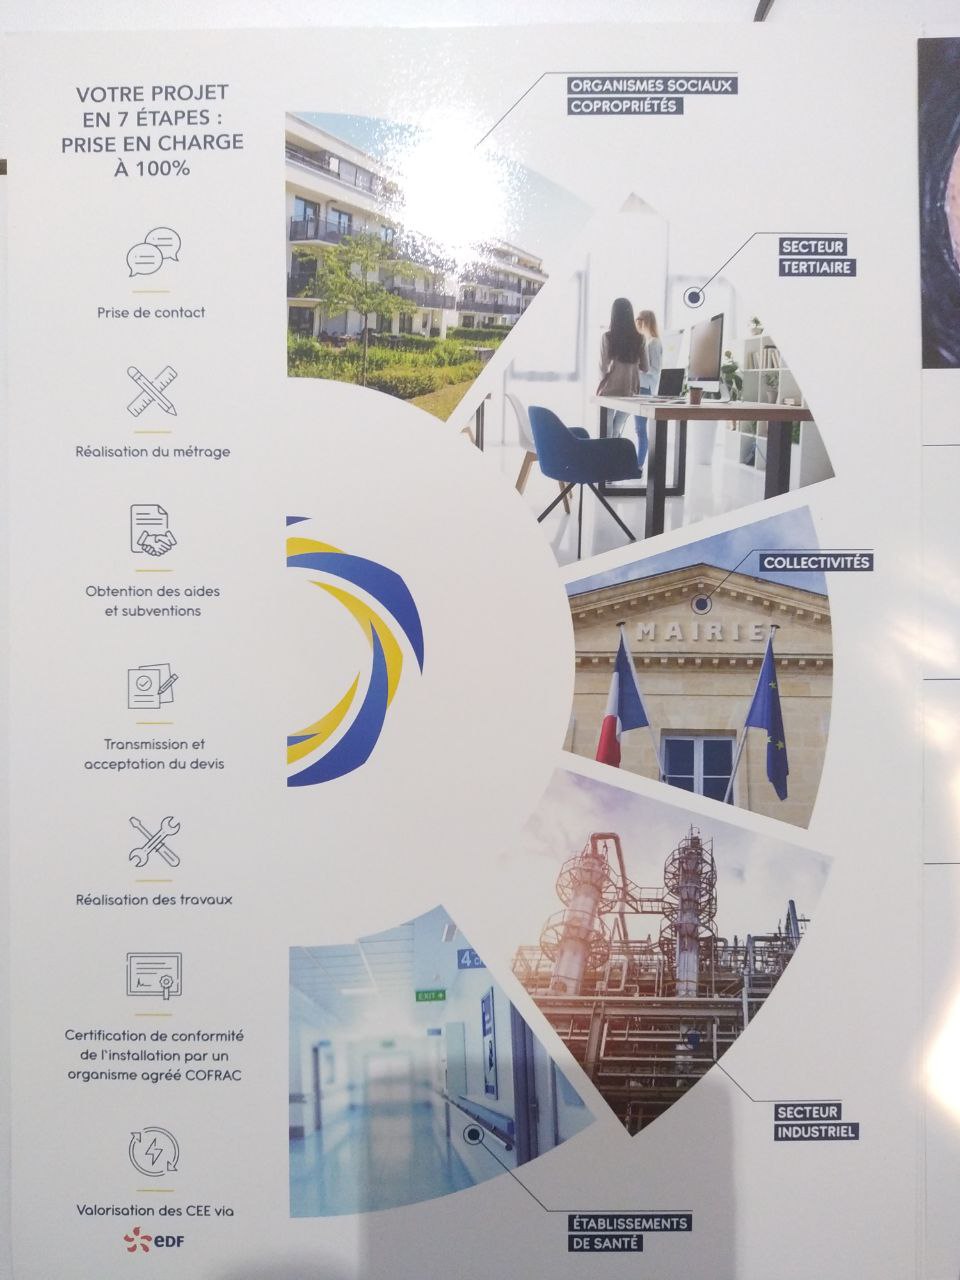 VOTRE PROJET
EN 7 ÉTAPES :
PRISE EN CHARGE
À 100%
Prise de contact
Réalisation du métrage
Obtention des aides
et subventions
Transmission et
acceptation du devis
Réalisation des travaux
Certification de conformité
de l'installation par un
organisme agréé COFRAC
Valorisation des CEE via
eDF
ORGANISMES SOCIAUX
COPROPRIÉTÉS
SECTEUR
TERTIAIRE
COLLECTIVITÉS
MAIRIE
SECTEUR
INDUSTRIEL
4
EXIT
ÉTABLISSEMENTS
DE SANTÉ